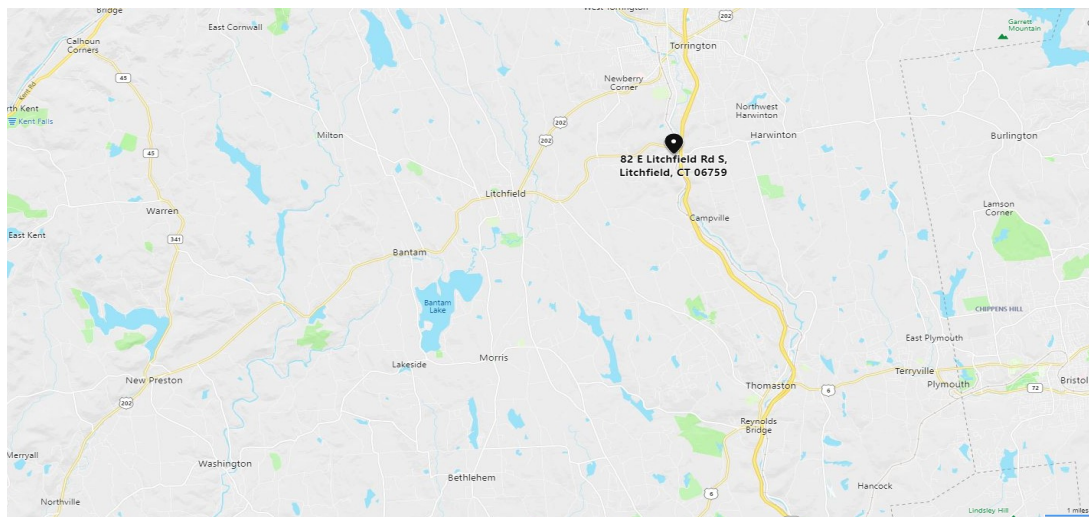 Bridge
West Torrington
202
Garrett
Mountain
East Cornwall
Calhoun
Corners
Torrington
45
Newberry
Corner
Kent Rd
rth Kent
Kent Falls
Northwest
Harwinton
202
Milton
202
Harwinton
Burlington
45
82 E Litchfield Rd S,
Litchfield, CT 06759
Litchfield
Warren
Lamson
Corner
Campville
East Kent
341
Bantam
Bantam
Lake
CHIPPENS HILL
East Plymouth
Morris
Lakeside
Terryville
New Preston
Thomaston
Plymouth
Bristol
6
72
202
Reynolds
Bridge
Merryall
Washington
Bethlehem
Hancock
6
Northville
Lindsley Hill
1 miles